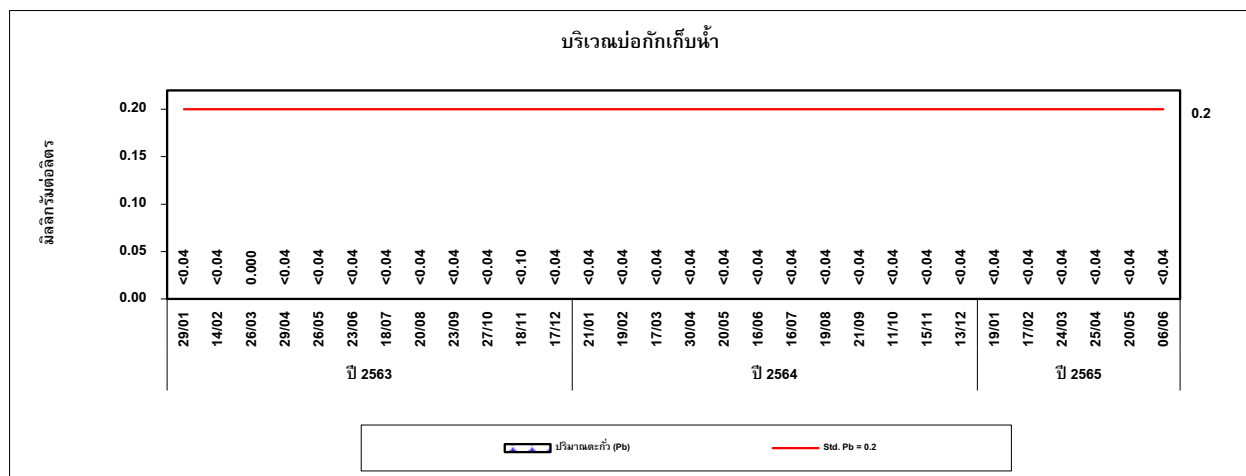 บริเวณบ่อกักเก็บน้ำ
มิลลิกรัมต่อลิตร
0.20
0.15
0.10
0.05
0.00
0.2
<0.04 <0.04 0.000 <0.04 <0.04 <0.04 <0.04 <0.04 <0.04 <0.04 <0.10 <0.04 <0.04 <0.04 <0.04 <0.04 <0.04 <0.04 <0.04 <0.04 <0.04 <0.04 <0.04 <0.04 <0.04 <0.04 <0.04 <0.04 <0.04 <0.04
29/01 14/02 26/03 29/04 26/05 23/06 18/07 20/08 23/09 27/10 18/11 17/12 21/01 19/02 17/03 30/04 20/05 16/06 16/07 19/08 21/09 11/10 15/11 13/12 19/01 17/02 24/03 25/04 20/05 06/06
ปี 2563 ปี 2564 ปี 2565
ปริมาณตะกั่ว (Pb) Std. Pb = 0.2